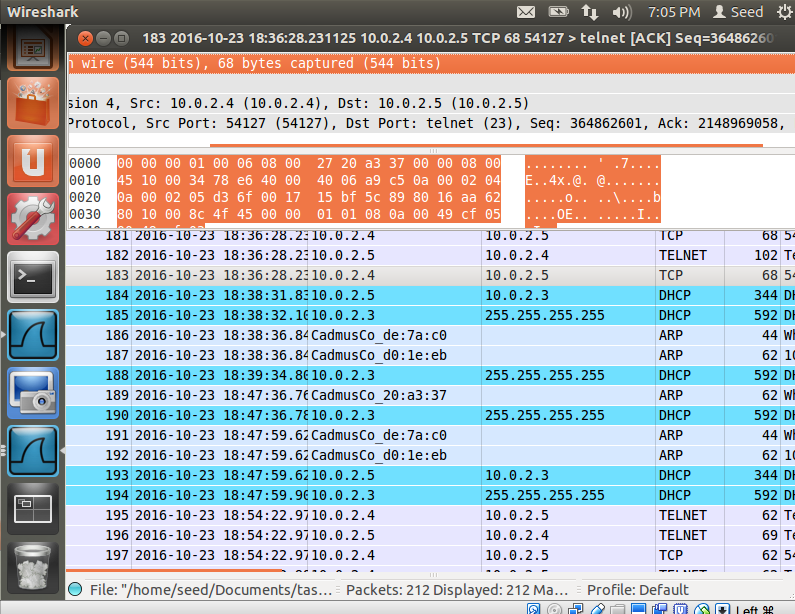 Wireshark 7:05 PM Seed
183 2016-10-23 18:36:28.231125 10.0.2.4 10.0.2.5 TCP 68 54127 > telnet [ACK] Seq=36486260
n wire (544 bits), 68 bytes captured (544 bits)
sion 4, Src: 10.0.2.4 (10.0.2.4), Dst: 10.0.2.5 (10.0.2.5)
Protocol, Src Port: 54127 (54127), Dst Port: telnet (23), Seq: 364862601, Ack: 2148969058,
0000 00 00 00 01 00 06 08 00 27 20 a3 37 00 00 08 00 ........ ' .7....
0010 45 10 00 34 78 e6 40 00 40 06 a9 c5 0a 00 02 04 E..4x.@. @.......
0020 0a 00 02 05 d3 6f 00 17 15 bf 5c 89 80 16 aa 62 .....o.. ..\....b
0030 80 10 00 8c 4f 45 00 00 01 01 08 0a 00 49 cf 05 ....OE.. .....I..
181 2016-10-23 18:36:28.23 10.0.2.4 10.0.2.5 TCP 68 54
182 2016-10-23 18:36:28.23 10.0.2.5 10.0.2.4 TELNET 102 Te
183 2016-10-23 18:36:28.23 10.0.2.4 10.0.2.5 TCP 68 54
184 2016-10-23 18:38:31.83 10.0.2.5 10.0.2.3 DHCP 344 DH
185 2016-10-23 18:38:32.10 10.0.2.3 255.255.255.255 DHCP 592 DH
186 2016-10-23 18:38:36.84 CadmusCo_de:7a:c0 ARP 44 Wh
187 2016-10-23 18:38:36.84 CadmusCo_d0:1e:eb ARP 62 10
188 2016-10-23 18:39:34.80 10.0.2.3 255.255.255.255 DHCP 592 DH
189 2016-10-23 18:47:36.76 CadmusCo_20:a3:37 ARP 62 Wh
190 2016-10-23 18:47:36.78 10.0.2.3 255.255.255.255 DHCP 592 DH
191 2016-10-23 18:47:59.62 CadmusCo_de:7a:c0 ARP 44 Wh
192 2016-10-23 18:47:59.62 CadmusCo_d0:1e:eb ARP 62 10
193 2016-10-23 18:47:59.62 10.0.2.5 10.0.2.3 DHCP 344 DH
194 2016-10-23 18:47:59.90 10.0.2.3 255.255.255.255 DHCP 592 DH
195 2016-10-23 18:54:22.97 10.0.2.4 10.0.2.5 TELNET 62 Te
196 2016-10-23 18:54:22.97 10.0.2.5 10.0.2.4 TELNET 69 Te
197 2016-10-23 18:54:22.97 10.0.2.4 10.0.2.5 TCP 62 54
File: "/home/seed/Documents/tas... Packets: 212 Displayed: 212 Ma... Profile: Default
Left ⌘